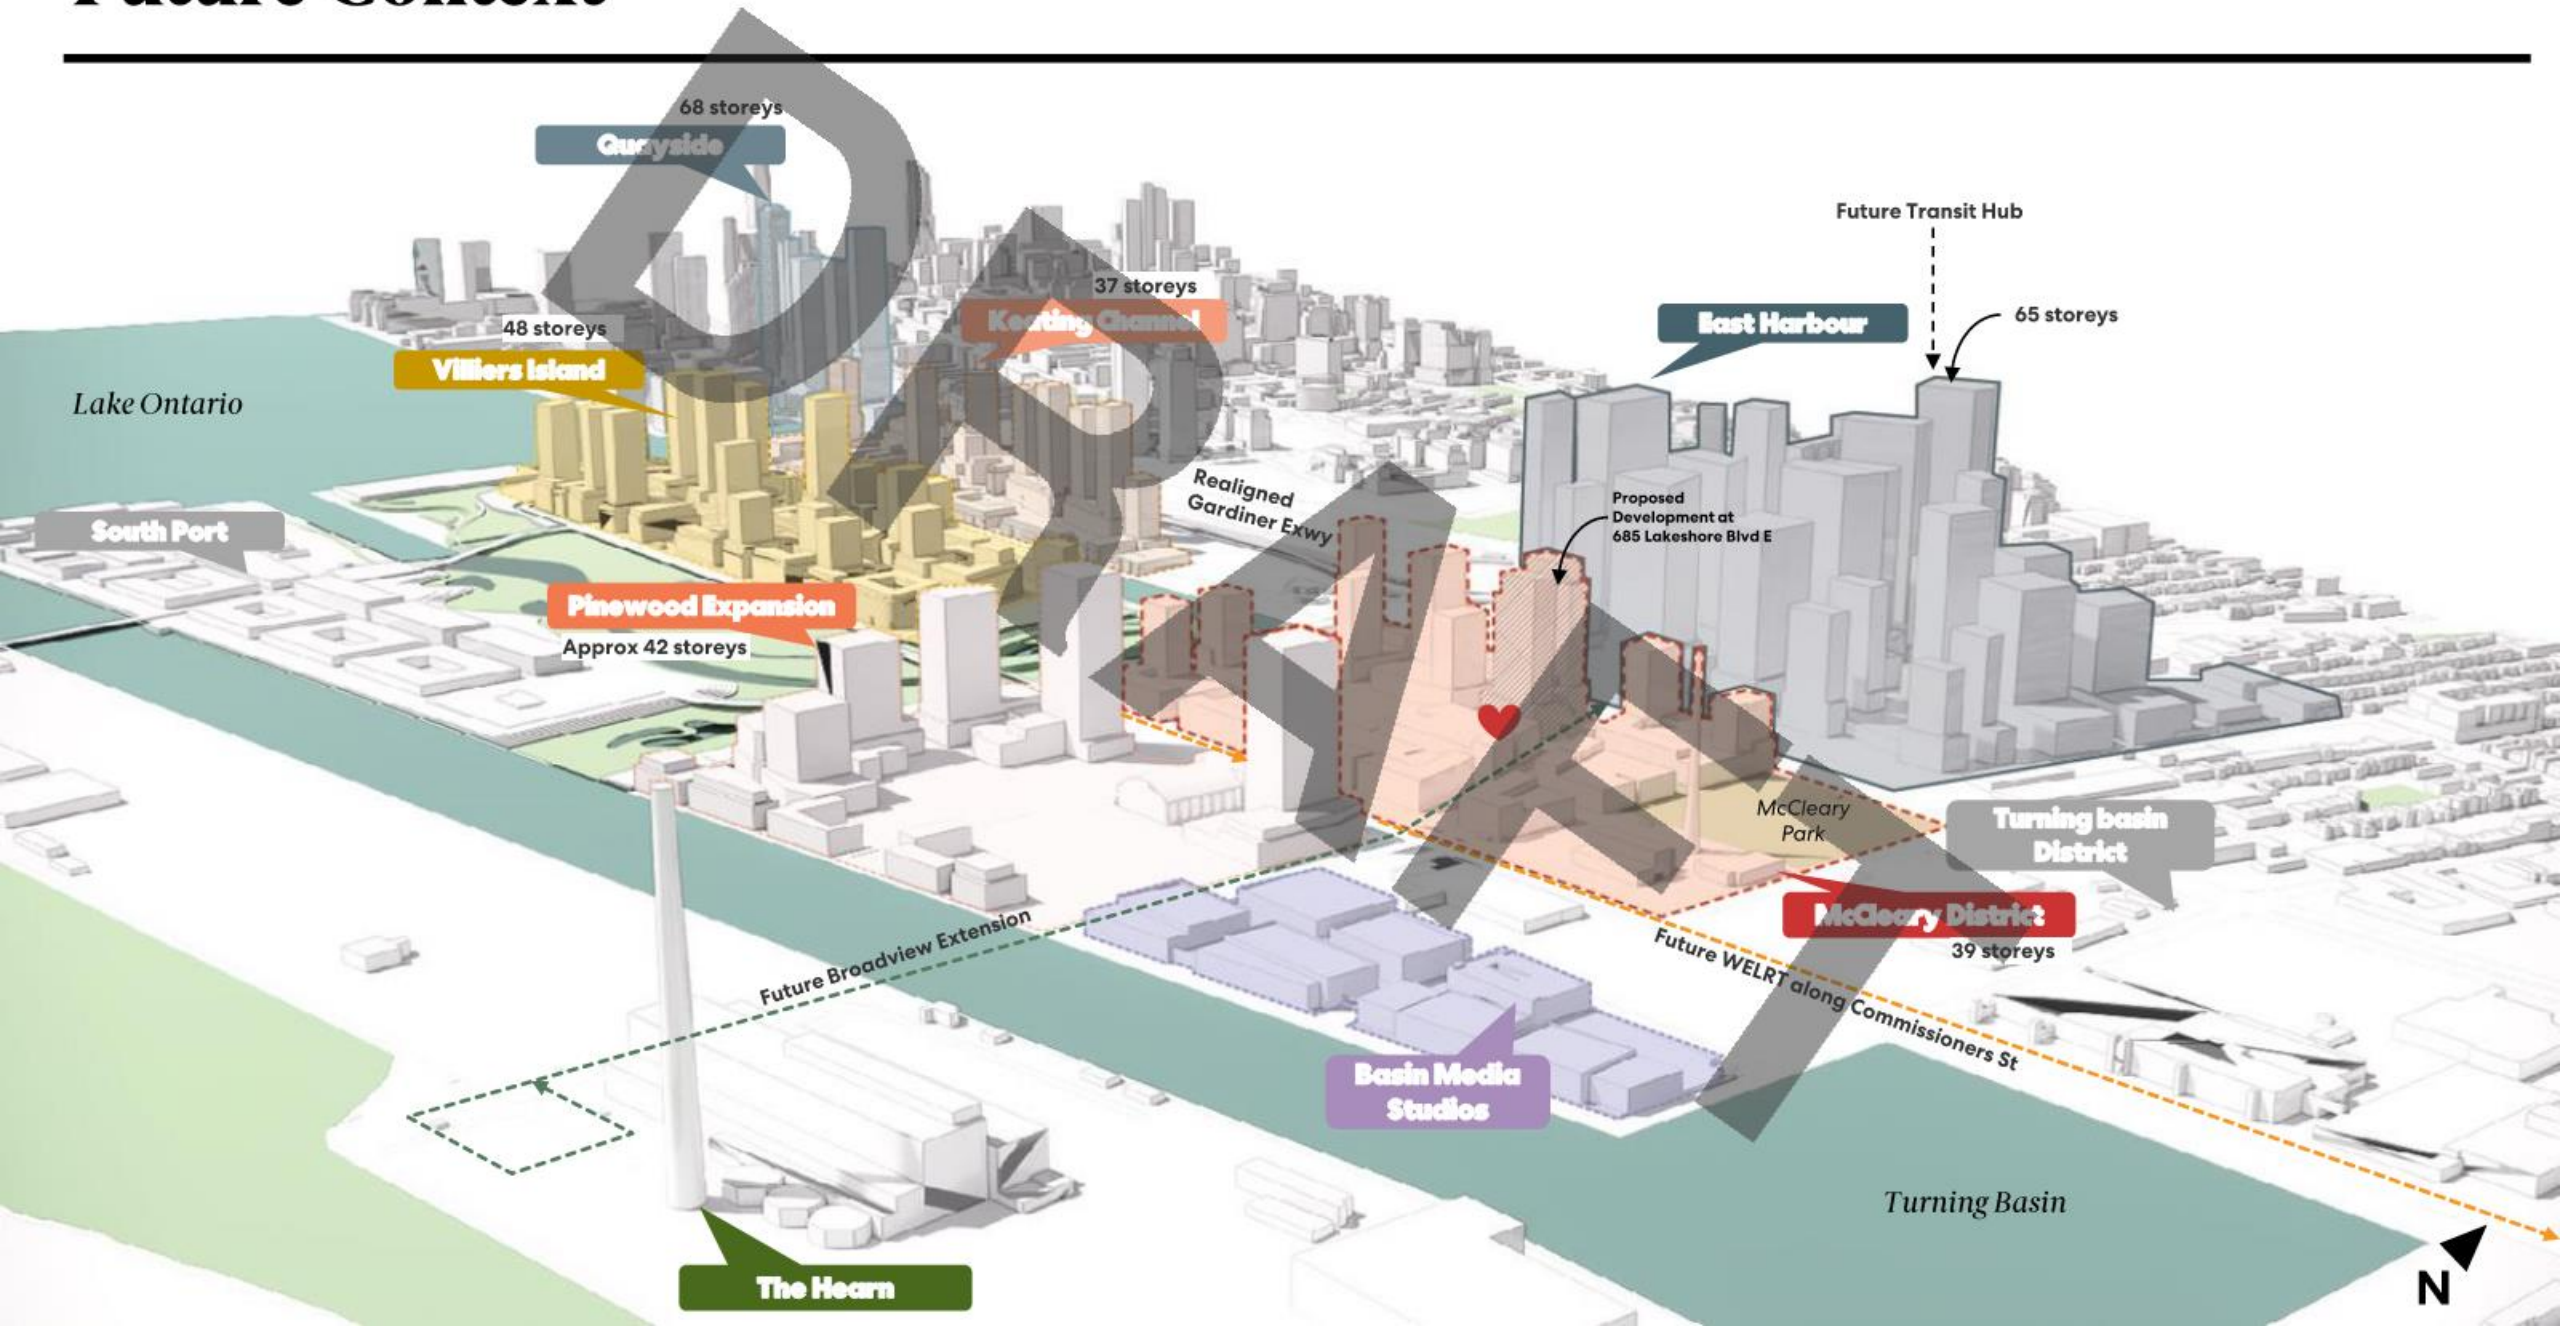 Future Context
68 storeys
Quayside
Future Transit Hub
37 storeys
Keating Channel
East Harbour
65 storeys
48 storeys
Villiers Island
Lake Ontario
Realigned
Gardiner Exwy
Proposed
Development at
685 Lakeshore Blvd E
South Port
Pinewood Expansion
Approx 42 storeys
McCleary
Park
Turning basin
District
McCleary District
39 storeys
Future Broadview Extension
Future WELRT along Commissioners St
Basin Media
Studios
Turning Basin
The Hearn
N
DRAFT